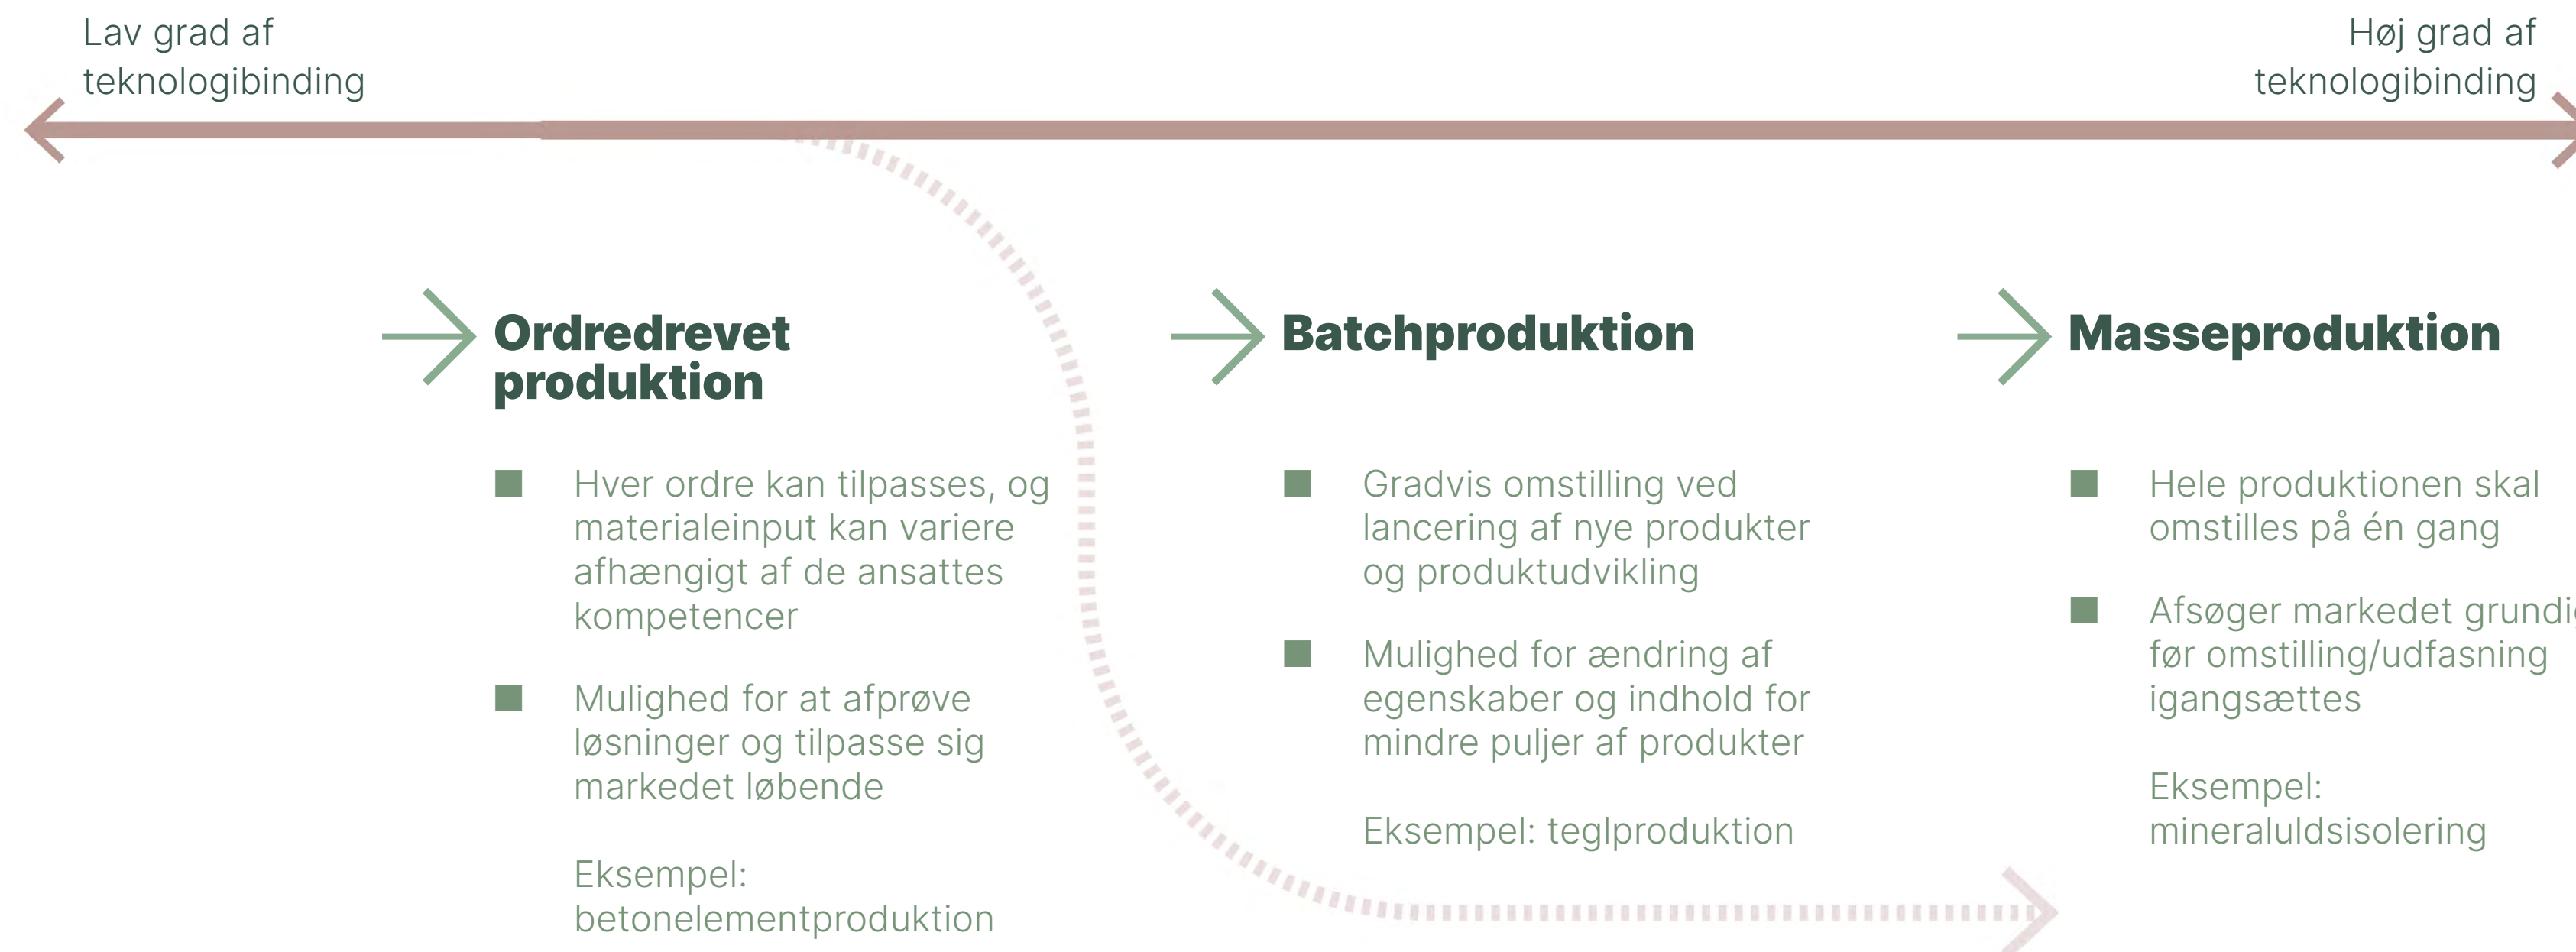 Lav grad af
teknologibinding
Høj grad af
teknologibinding
Ordredrevet
produktion
Hver ordre kan tilpasses, og
materialeinput kan variere
afhængigt af de ansattes
kompetencer
Mulighed for at afprøve
løsninger og tilpasse sig
markedet løbende
Eksempel:
betonelementproduktion
Batchproduktion
Gradvis omstilling ved
lancering af nye produkter
og produktudvikling
Mulighed for ændring af
egenskaber og indhold for
mindre puljer af produkter
Eksempel: teglproduktion
Masseproduktion
Hele produktionen skal
omstilles på én gang
Afsøger markedet
før omstilling/udfasning
igangsættes
Eksempel:
mineraluldsisolering